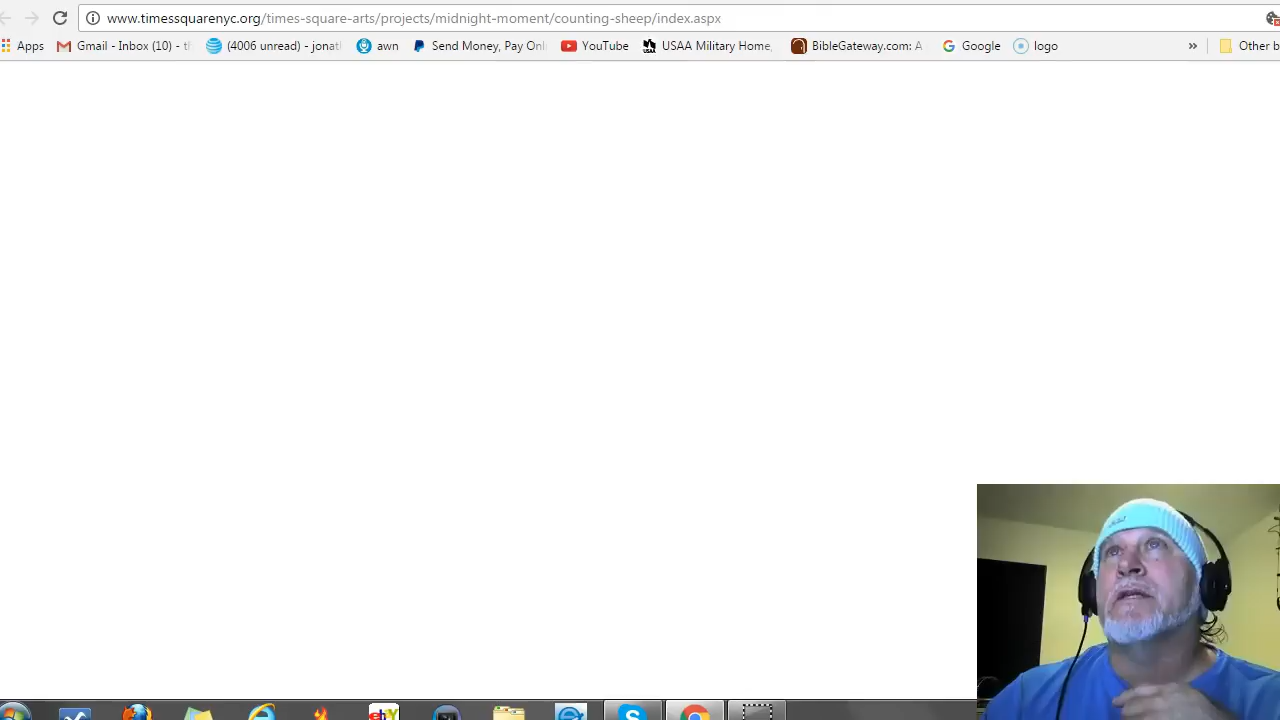 www.timessquarenyc.org/times-square-arts/projects/midnight-moment/counting-sheep/index.aspx
Apps Gmail - Inbox (10) - t (4006 unread) - jonat awn Send Money, Pay Onl YouTube USAA Military Home, BibleGateway.com: A Google logo » Other b
ebY